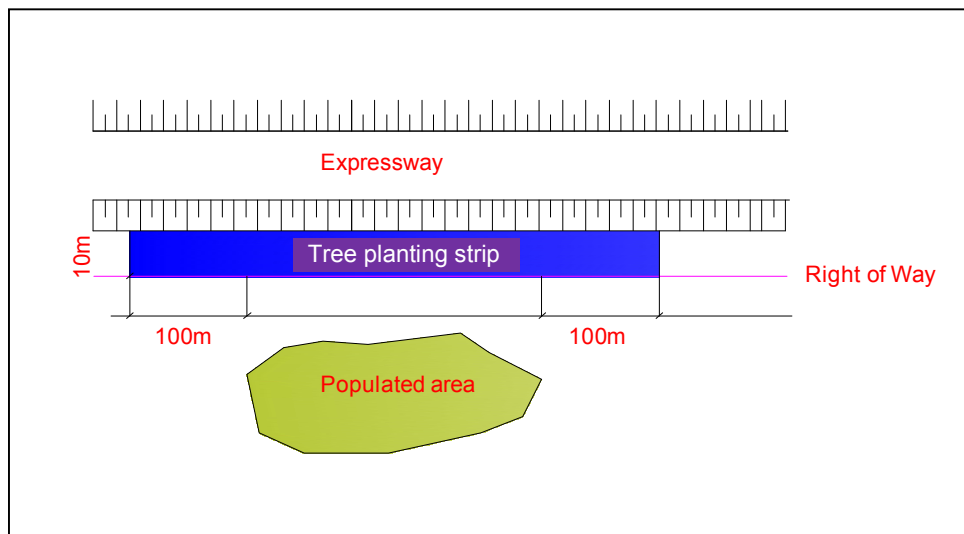 Expressway
10m
Tree planting strip
Right of Way
100m
100m
Populated area